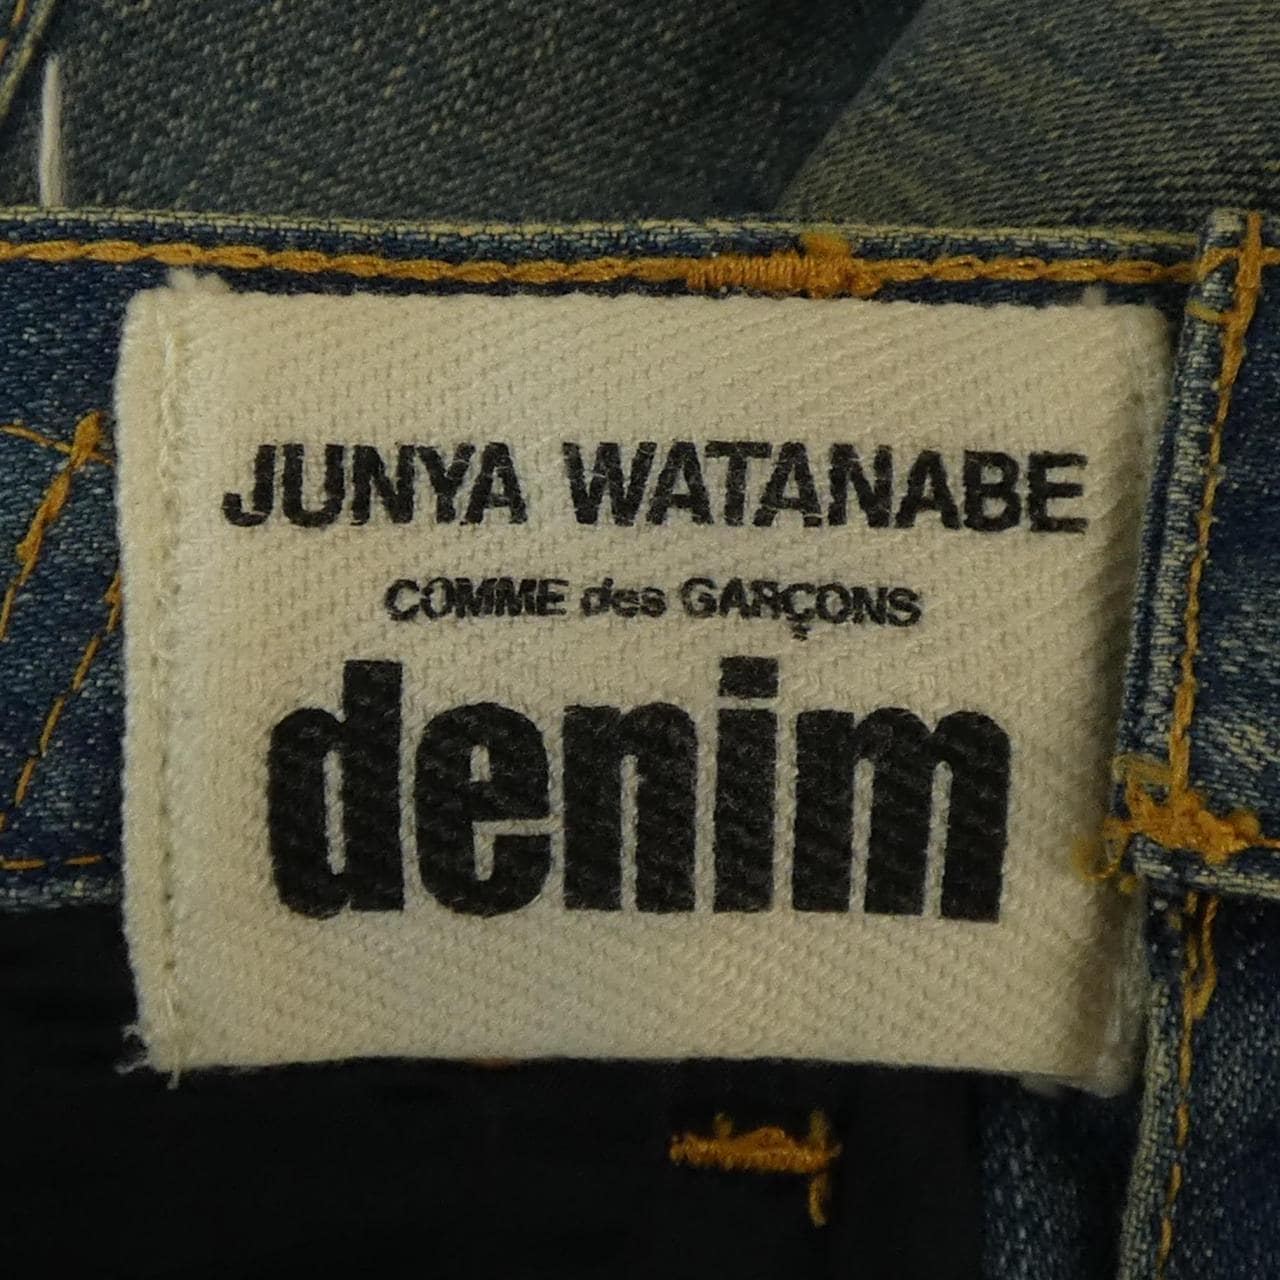 JUNYA WATANABE
COMME des GARÇONS
denim